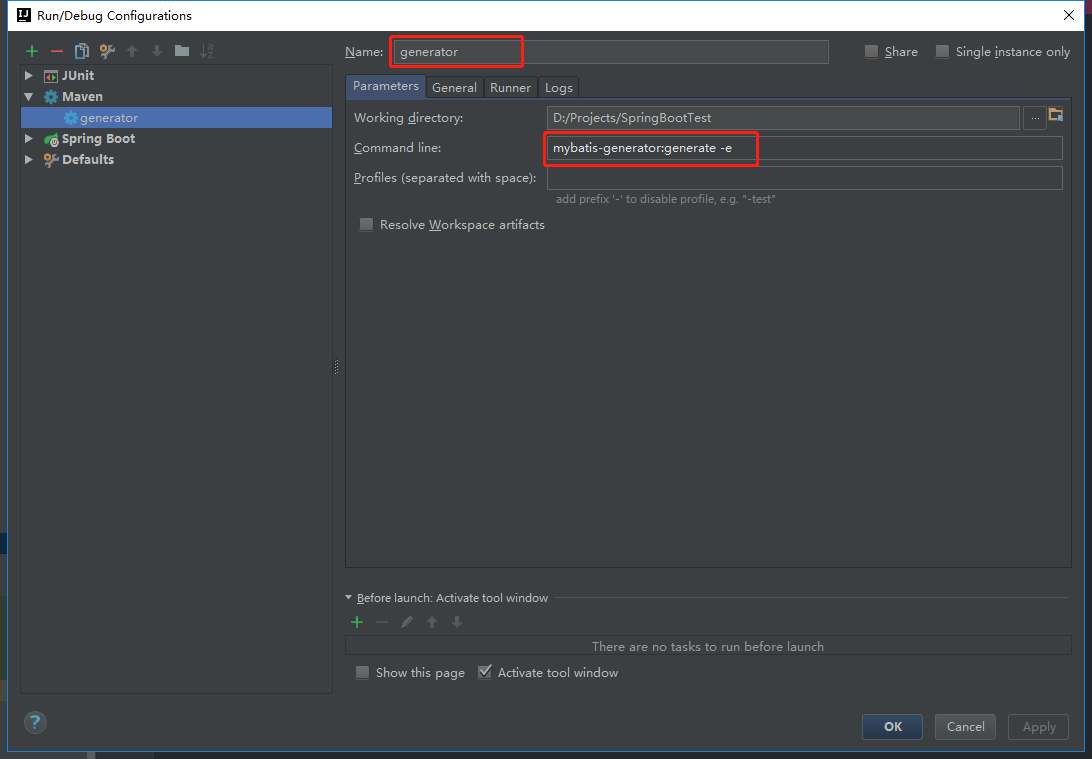 Run/Debug Configurations
JUnit
Maven
generator
Spring Boot
Defaults
Name: generator
Share
Single instance only
Parameters General Runner Logs
Working directory: D:/Projects/SpringBootTest ...
Command line: mybatis-generator:generate -e
Profiles (separated with space):
add prefix '-' to disable profile, e.g. "-test"
Resolve Workspace artifacts
Before launch: Activate tool window
There are no tasks to run before launch
Show this page Activate tool window
? OK Cancel Apply